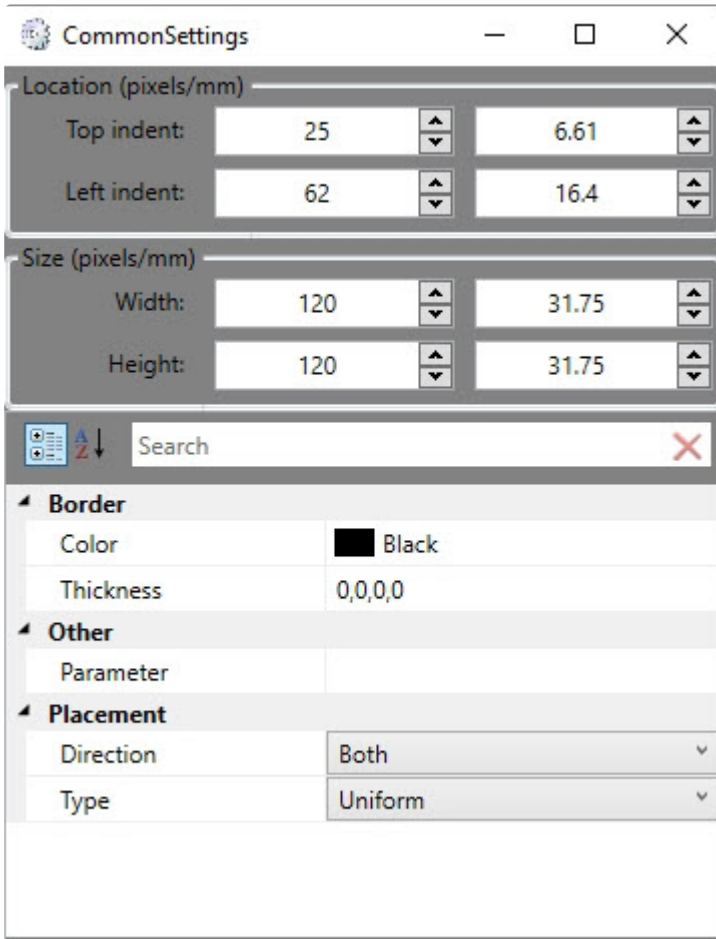 CommonSettings
Location (pixels/mm)
Top indent: 25 6.61
Left indent: 62 16.4
Size (pixels/mm)
Width: 120 31.75
Height: 120 31.75
A Z Search
Border
Color Black
Thickness 0,0,0,0
Other
Parameter
Placement
Direction Both
Type Uniform